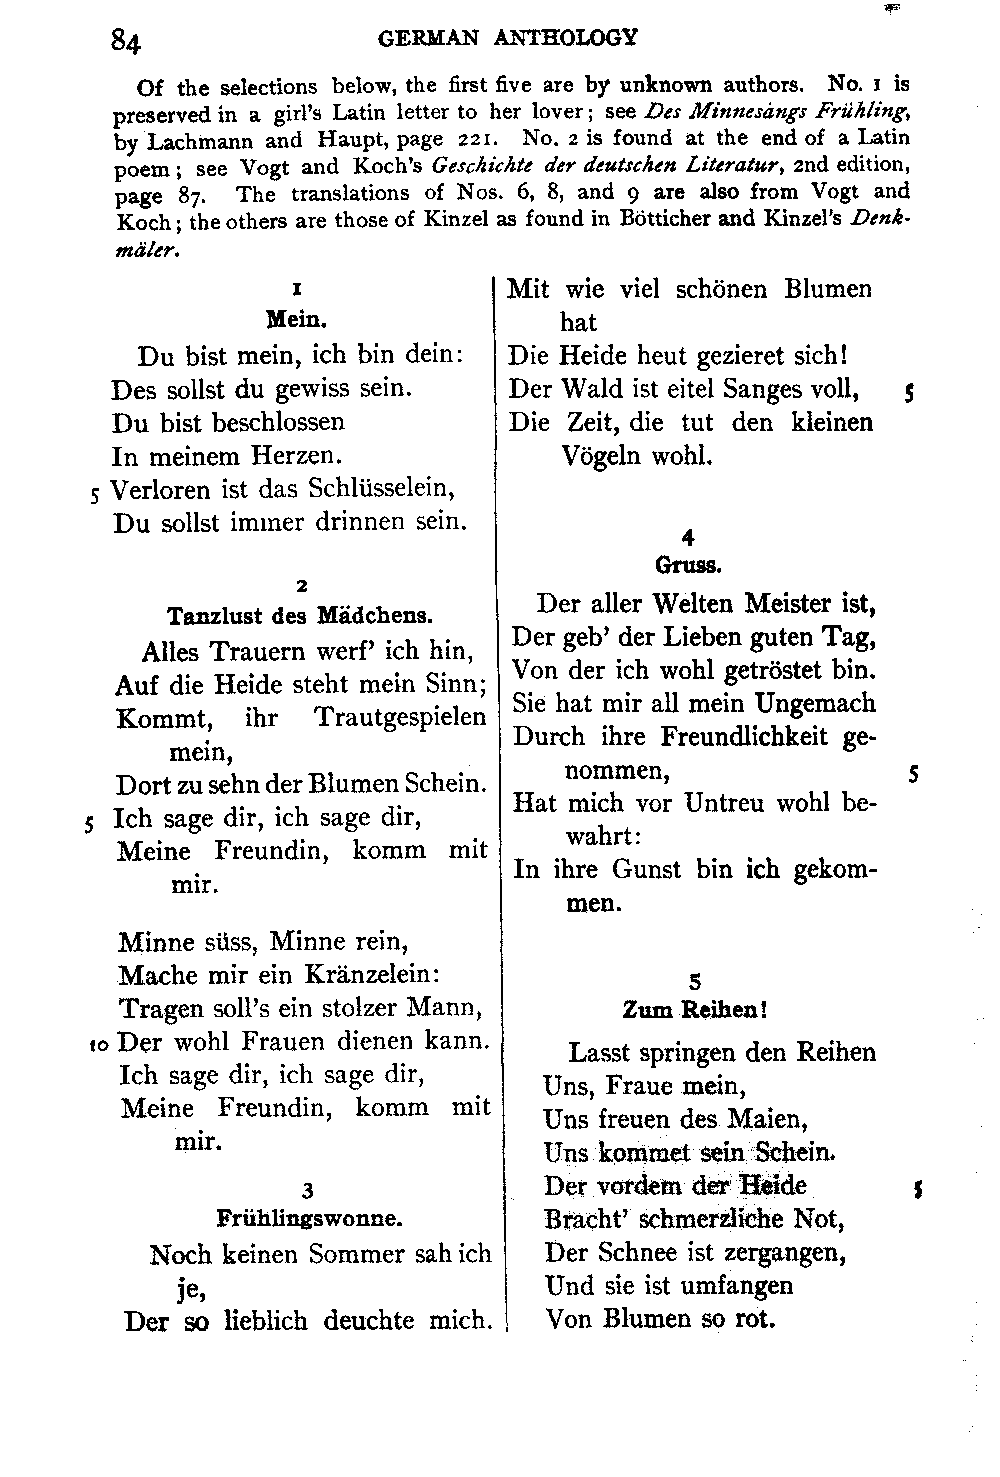 84 GERMAN ANTHOLOGY
Of the selections below, the first five are by unknown authors. No. 1 is
preserved in a girl's Latin letter to her lover; see Des Minnesangs Frühling,
by Lachmann and Haupt, page 221. No. 2 is found at the end of a Latin
poem; see Vogt and Koch's Geschichte der deutschen Literatur, 2nd edition,
page 87. The translations of Nos. 6, 8, and 9 are also from Vogt and
Koch; the others are those of Kinzel as found in Bötticher and Kinzel's Denk-
mäler.
1
Mein.
Du bist mein, ich bin dein:
Des sollst du gewiss sein.
Du bist beschlossen
In meinem Herzen.
5 Verloren ist das Schlüsselein,
Du sollst immer drinnen sein.
2
Tanzlust des Mädchens.
Alles Trauern werf' ich hin,
Auf die Heide steht mein Sinn;
Kommt, ihr Trautgespielen
mein,
Dort zu sehn der Blumen Schein.
5 Ich sage dir, ich sage dir,
Meine Freundin, komm mit
mir.
Minne süss, Minne rein,
Mache mir ein Kränzelein:
Tragen soll's ein stolzer Mann,
10 Der wohl Frauen dienen kann.
Ich sage dir, ich sage dir,
Meine Freundin, komm mit
mir.
3
Frühlingswonne.
Noch keinen Sommer sah ich
je,
Der so lieblich deuchte mich.
Mit wie viel schönen Blumen
hat
Die Heide heut gezieret sich!
Der Wald ist eitel Sanges voll, 5
Die Zeit, die tut den kleinen
Vögeln wohl.
4
Gruss.
Der aller Welten Meister ist,
Der geb' der Lieben guten Tag,
Von der ich wohl getröstet bin.
Sie hat mir all mein Ungemach
Durch ihre Freundlichkeit ge-
nommen, 5
Hat mich vor Untreu wohl be-
wahrt:
In ihre Gunst bin ich gekom-
men.
5
Zum Reihen!
Lasst springen den Reihen
Uns, Fraue mein,
Uns freuen des Maien,
Uns kommet sein Schein.
Der vordem der Heide 5
Bracht' schmerzliche Not,
Der Schnee ist zergangen,
Und sie ist umfangen
Von Blumen so rot.